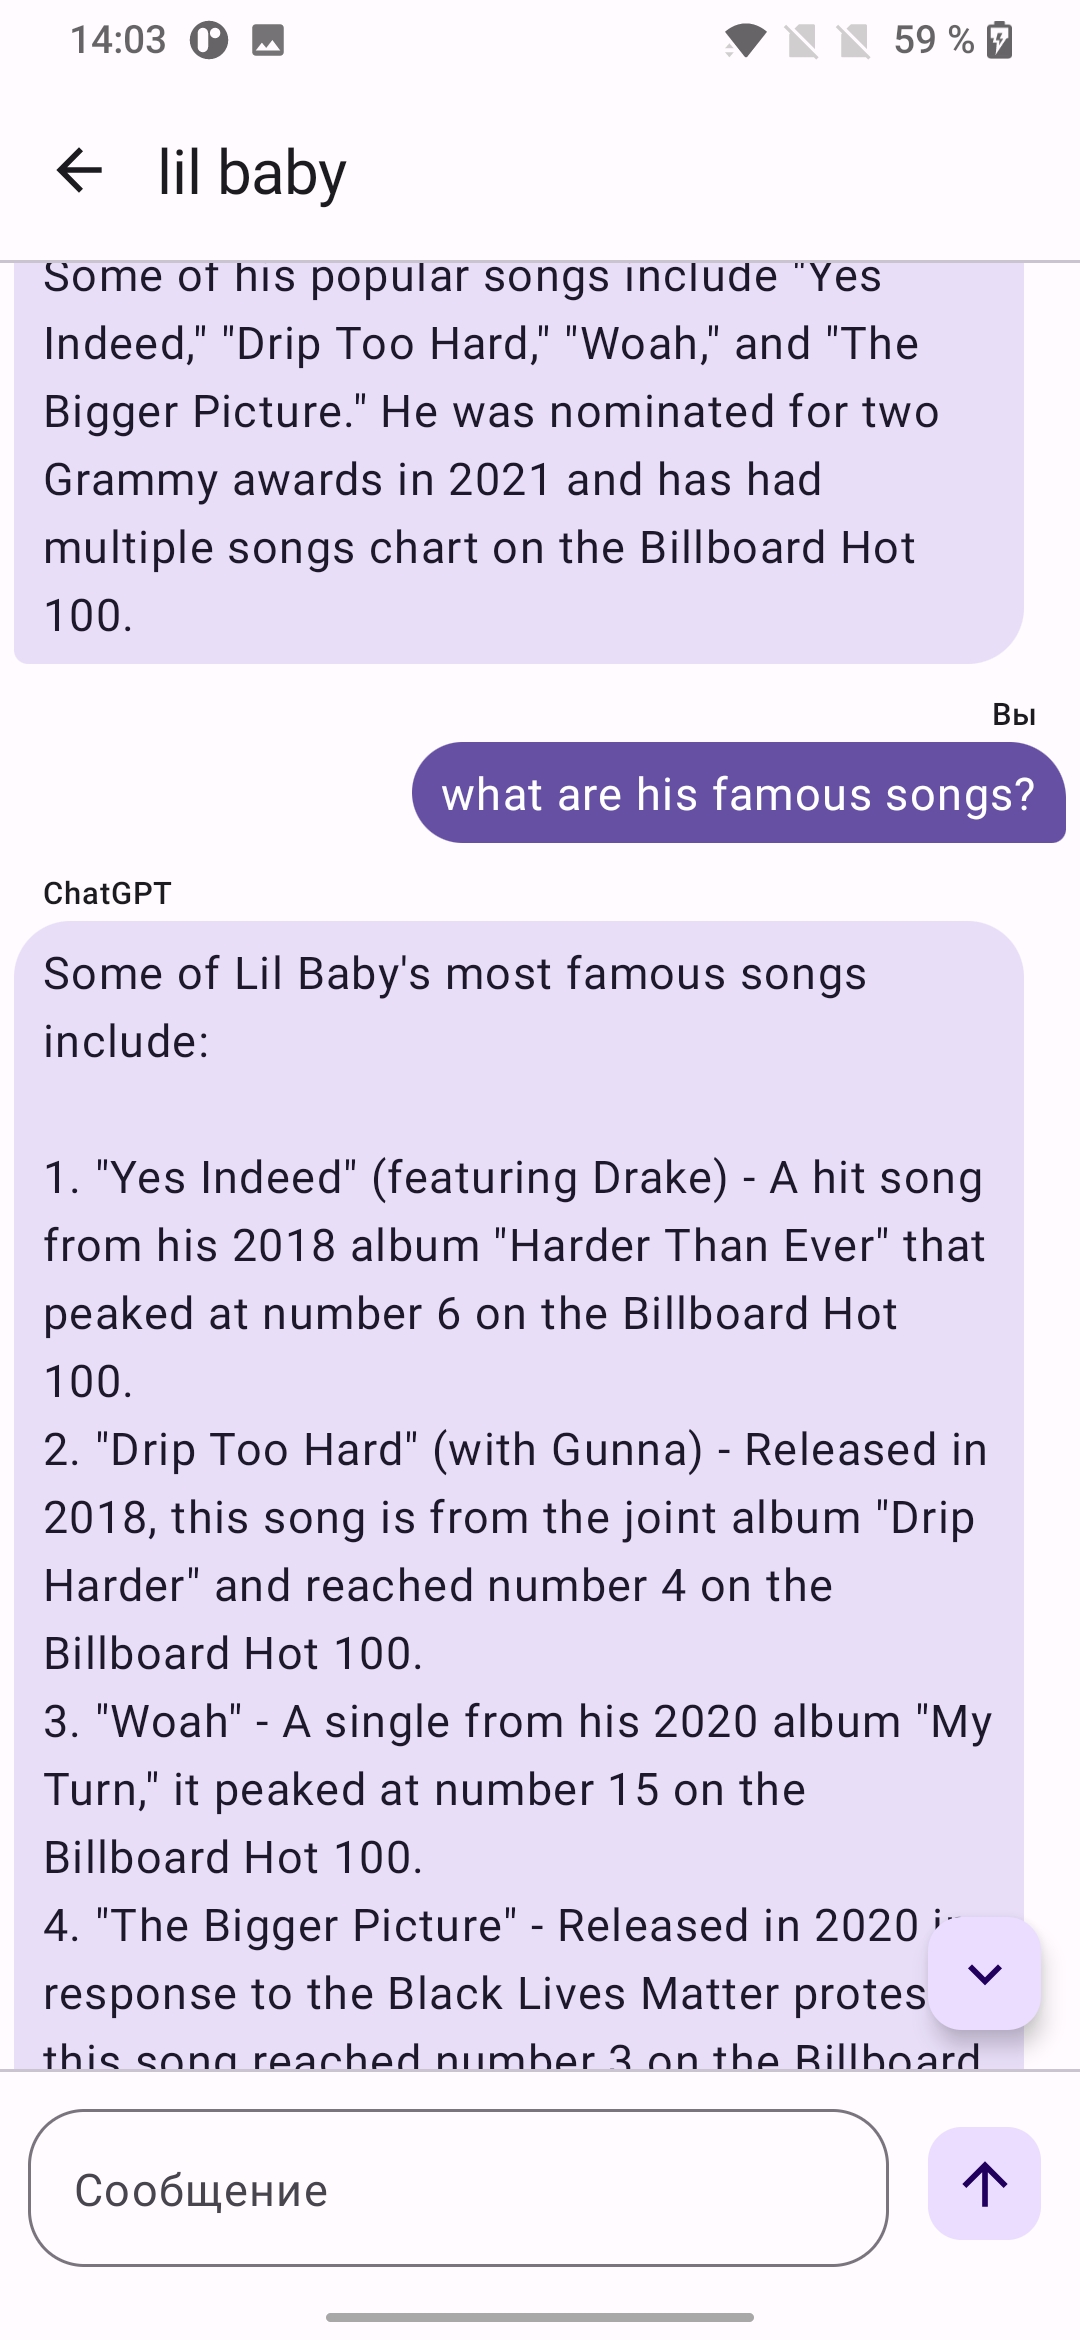 14:03
59 %
lil baby
Some of his popular songs include "Yes
Indeed," "Drip Too Hard," "Woah," and "The
Bigger Picture." He was nominated for two
Grammy awards in 2021 and has had
multiple songs chart on the Billboard Hot
100.
Вы
what are his famous songs?
ChatGPT
Some of Lil Baby's most famous songs
include:
1. "Yes Indeed" (featuring Drake) - A hit song
from his 2018 album "Harder Than Ever" that
peaked at number 6 on the Billboard Hot
100.
2. "Drip Too Hard" (with Gunna) - Released in
2018, this song is from the joint album "Drip
Harder" and reached number 4 on the
Billboard Hot 100.
3. "Woah" - A single from his 2020 album "My
Turn," it peaked at number 15 on the
Billboard Hot 100.
4. "The Bigger Picture" - Released in 2020
response to the Black Lives Matter
this song reached number 3 on the Billboard
Сообщение